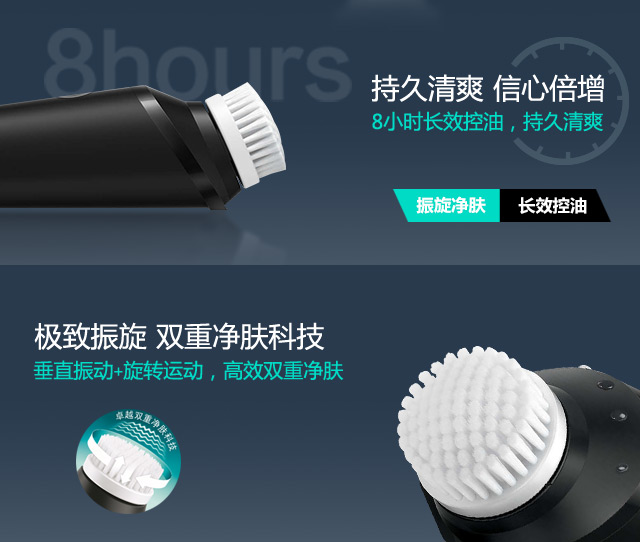 8hours
持久清爽 信心倍增
8小时长效控油，持久清爽
振旋净肤 长效控油
极致振旋 双重净肤科技
垂直振动+旋转运动，高效双重净肤
卓越双重净肤科技